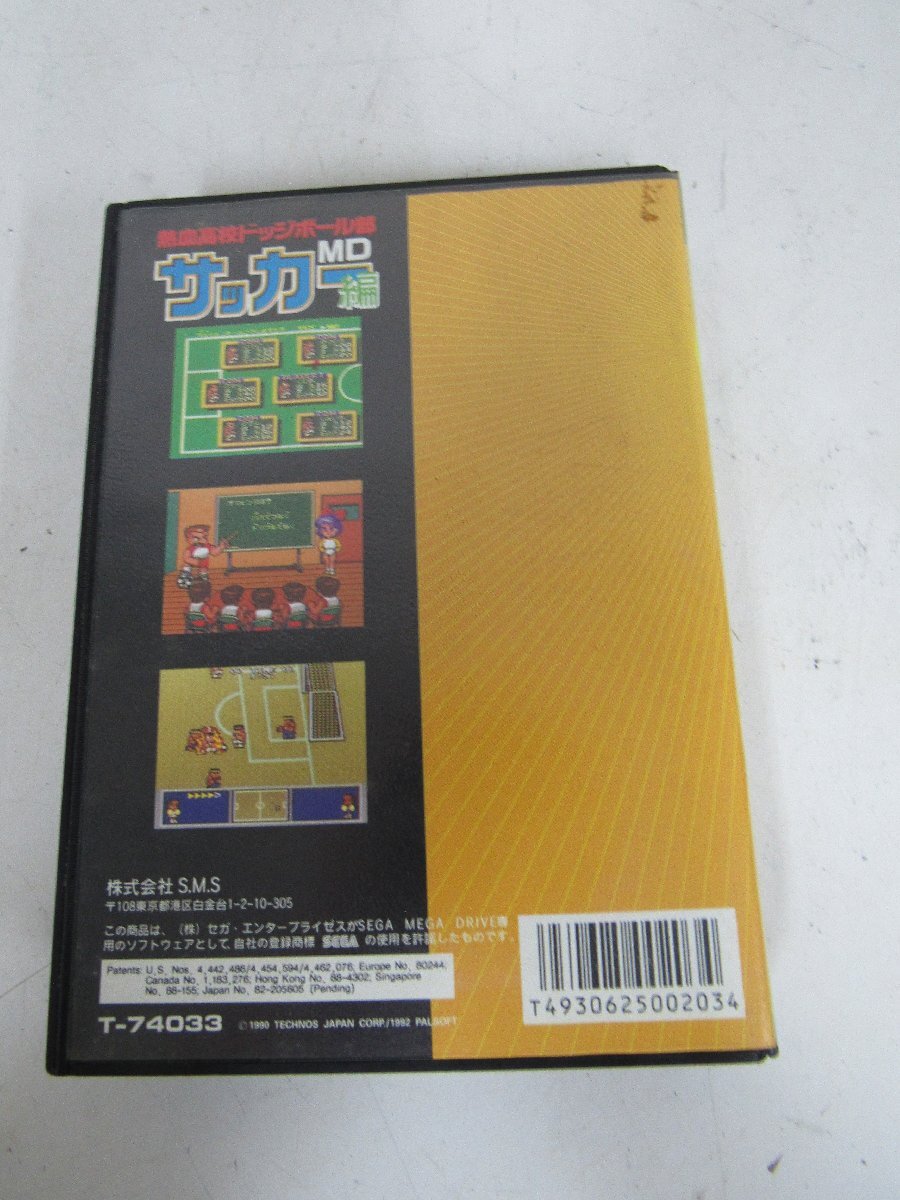 熱血高校ドッジボール部
MD
サッカー編
株式会社 S.M.S
〒108東京都港区白金台1-2-10-305
この商品は、(株) セガ・エンタープライゼスがSEGA MEGA DRIVE専
用のソフトウェアとして、自社の登録商標 SEGA の使用を許諾したものです。
Patents: U.S. Nos. 4,442,486/4,454,594/4,462,076; Europe No. 80244;
Canada No. 1,183,276; Hong Kong No. 88-4302; Singapore
No. 88-155; Japan No. 82-205605 (Pending)
T-74033
©1990 TECHNOS JAPAN CORP./1992 PALSOFT
T4930625002034